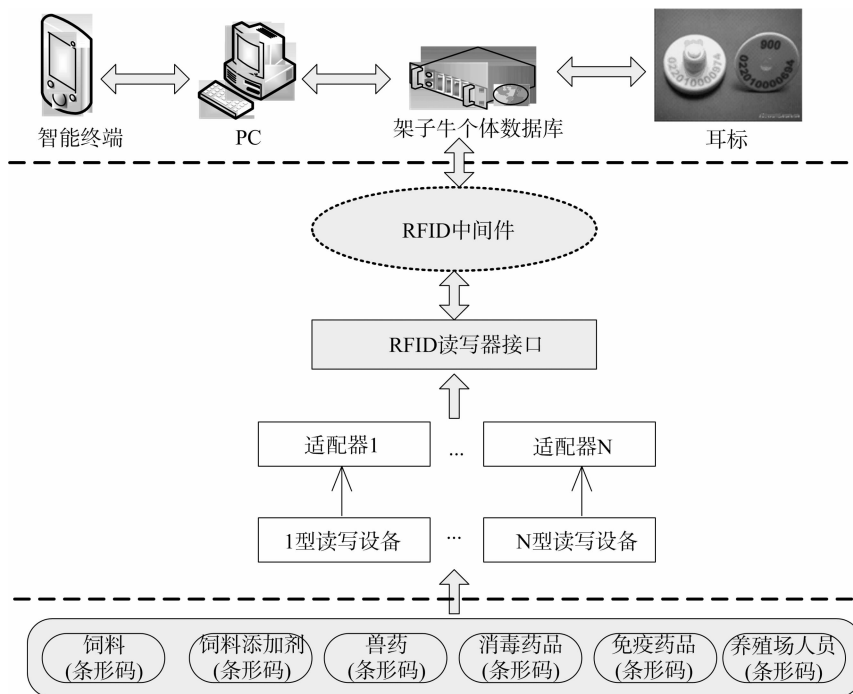 智能终端
PC
架子牛个体数据库
耳标
900
022010000694
RFID中间件
RFID读写器接口
适配器1
...
适配器N
1型读写设备
...
N型读写设备
饲料
(条形码)
饲料添加剂
(条形码)
兽药
(条形码)
消毒药品
(条形码)
免疫药品
(条形码)
养殖场人员
(条形码)